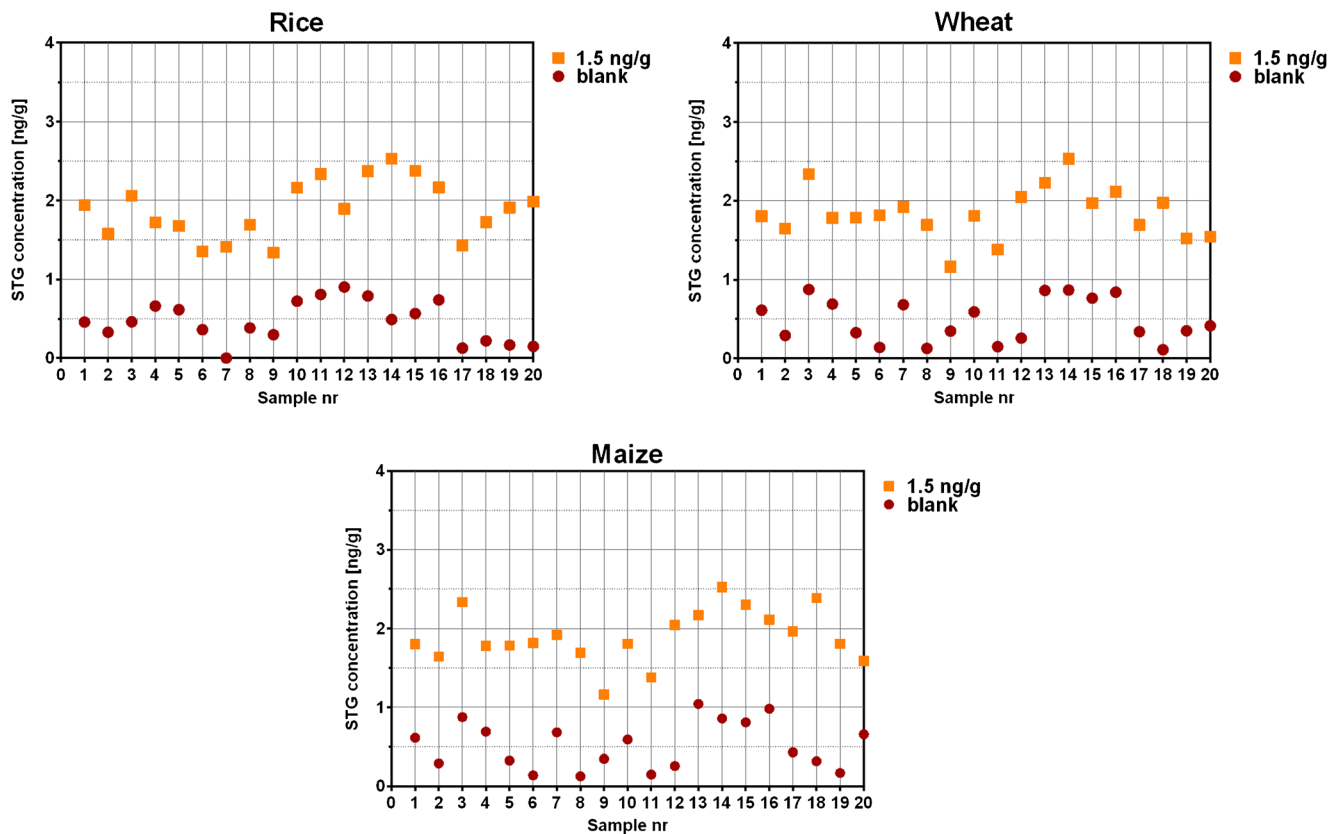 Rice
STG concentration [ng/g]
4
3
2
1
0
0 1 2 3 4 5 6 7 8 9 10 11 12 13 14 15 16 17 18 19 20
Sample nr
1.5 ng/g
blank
Wheat
STG concentration [ng/g]
4
3
2
1
0
0 1 2 3 4 5 6 7 8 9 10 11 12 13 14 15 16 17 18 19 20
Sample nr
1.5 ng/g
blank
Maize
STG concentration [ng/g]
4
3
2
1
0
0 1 2 3 4 5 6 7 8 9 10 11 12 13 14 15 16 17 18 19 20
Sample nr
1.5 ng/g
blank